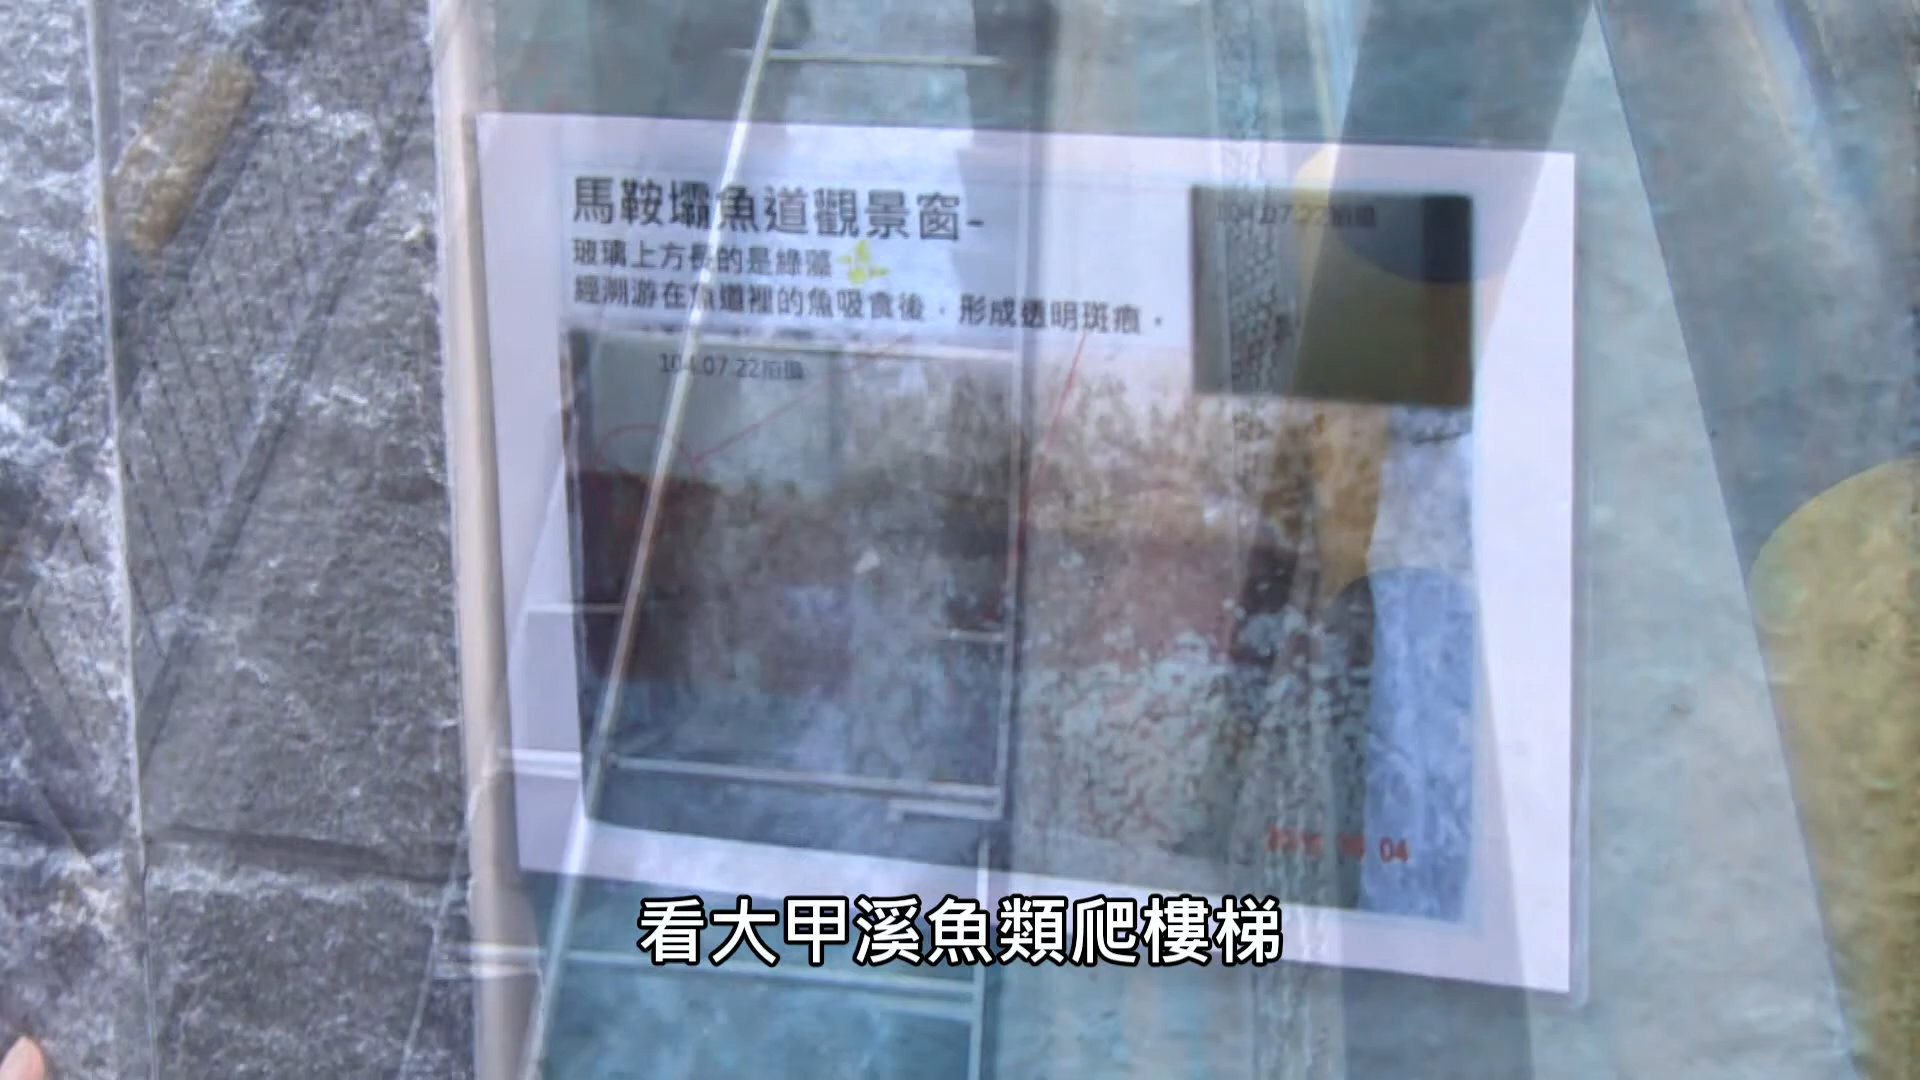 馬鞍壩魚道觀景窗-
玻璃上方長的是綠藻
經溯游在魚道裡的魚吸食後，形成透明斑痕，
104.07.22拍攝
104.07.22拍攝
04
看大甲溪魚類爬樓梯